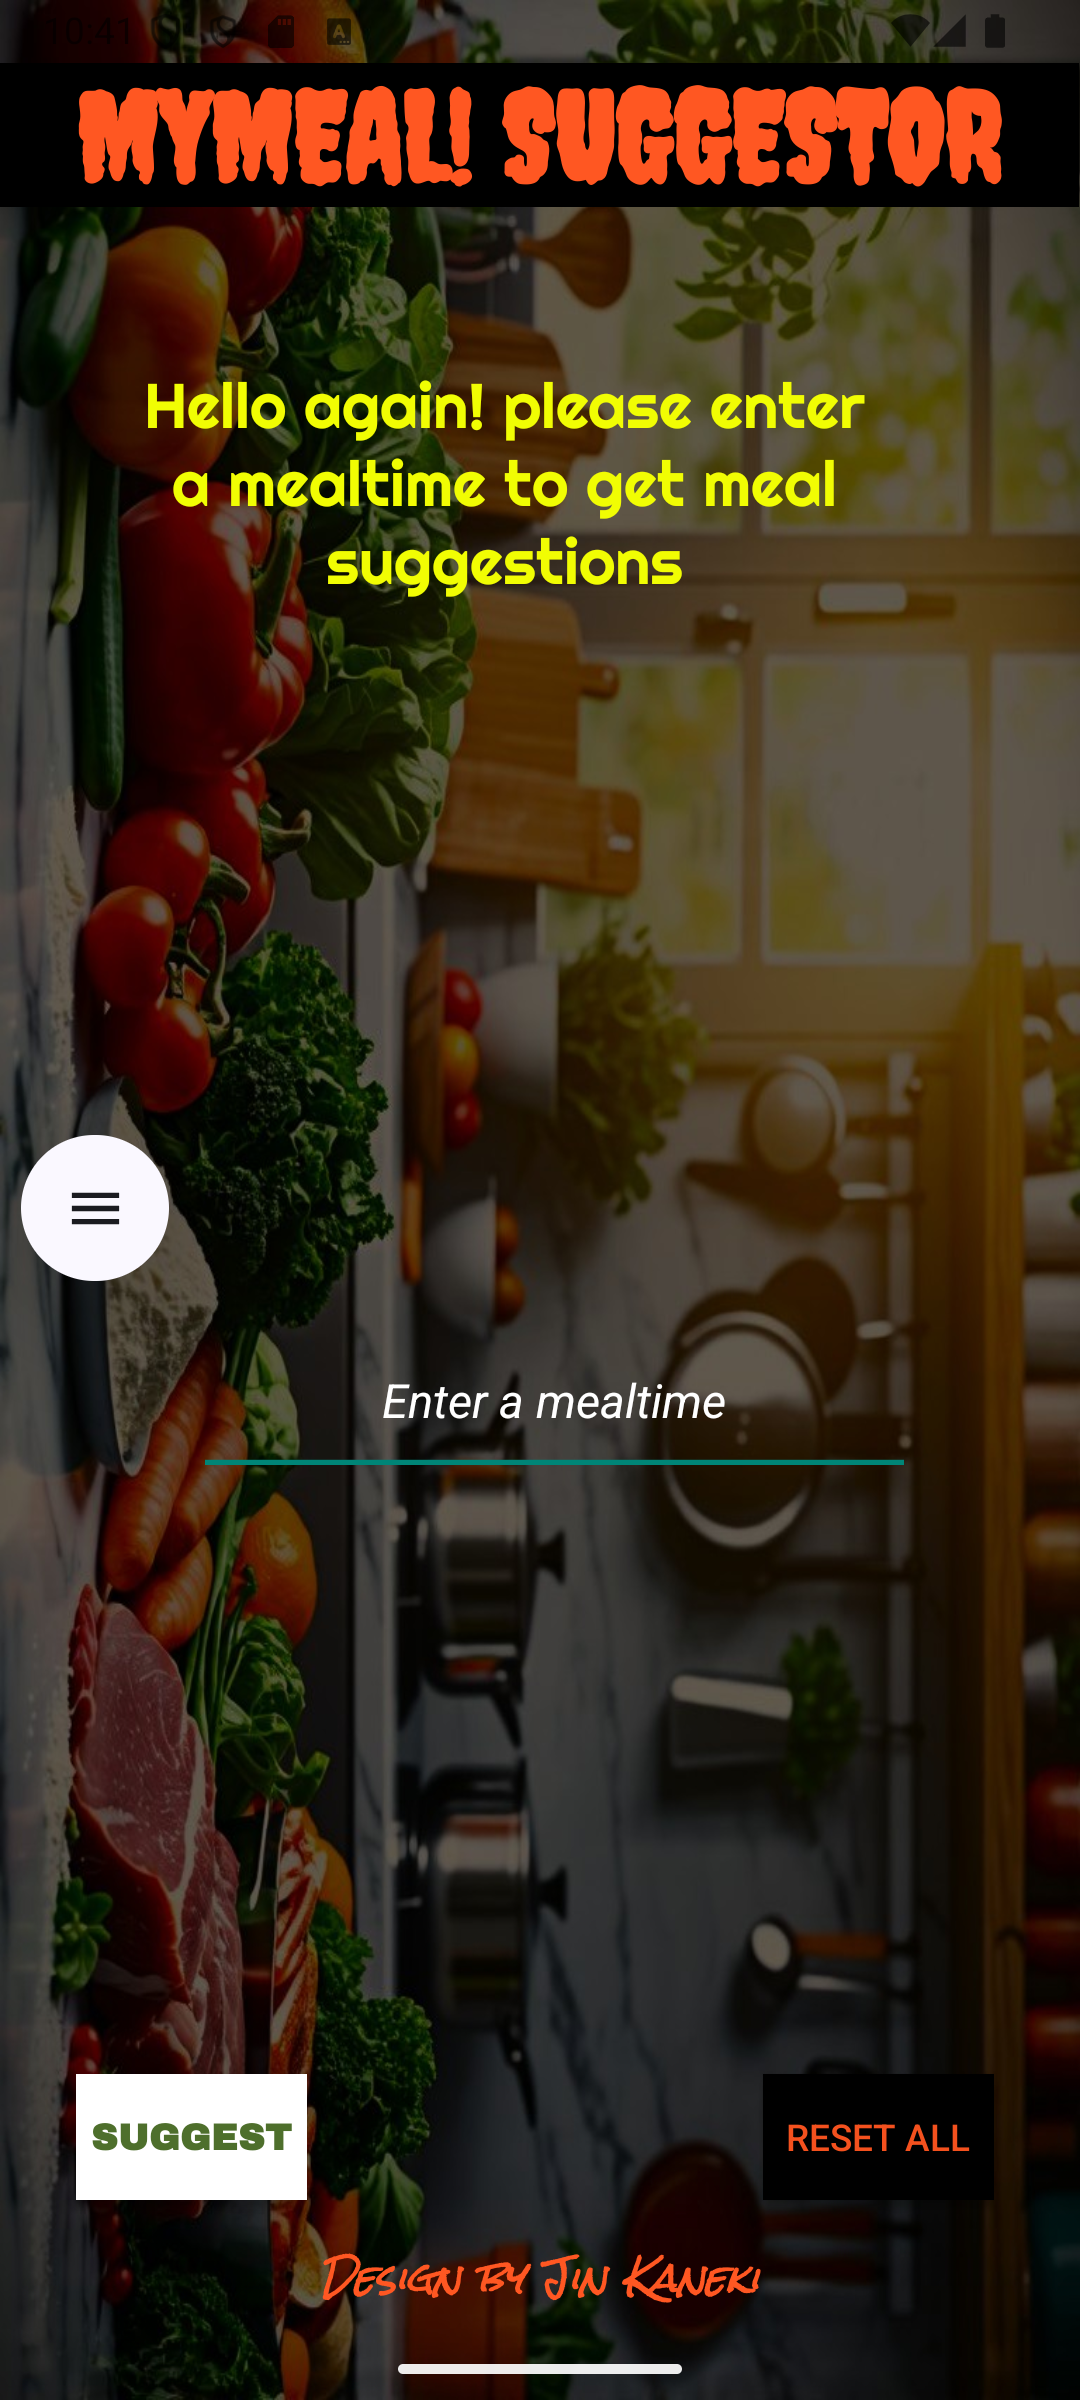 10:41
MYMEAL! SUGGESTOR
Hello again! please enter
a mealtime to get meal
suggestions
Enter a mealtime
SUGGEST
RESET ALL
Design by Jin Kaneki